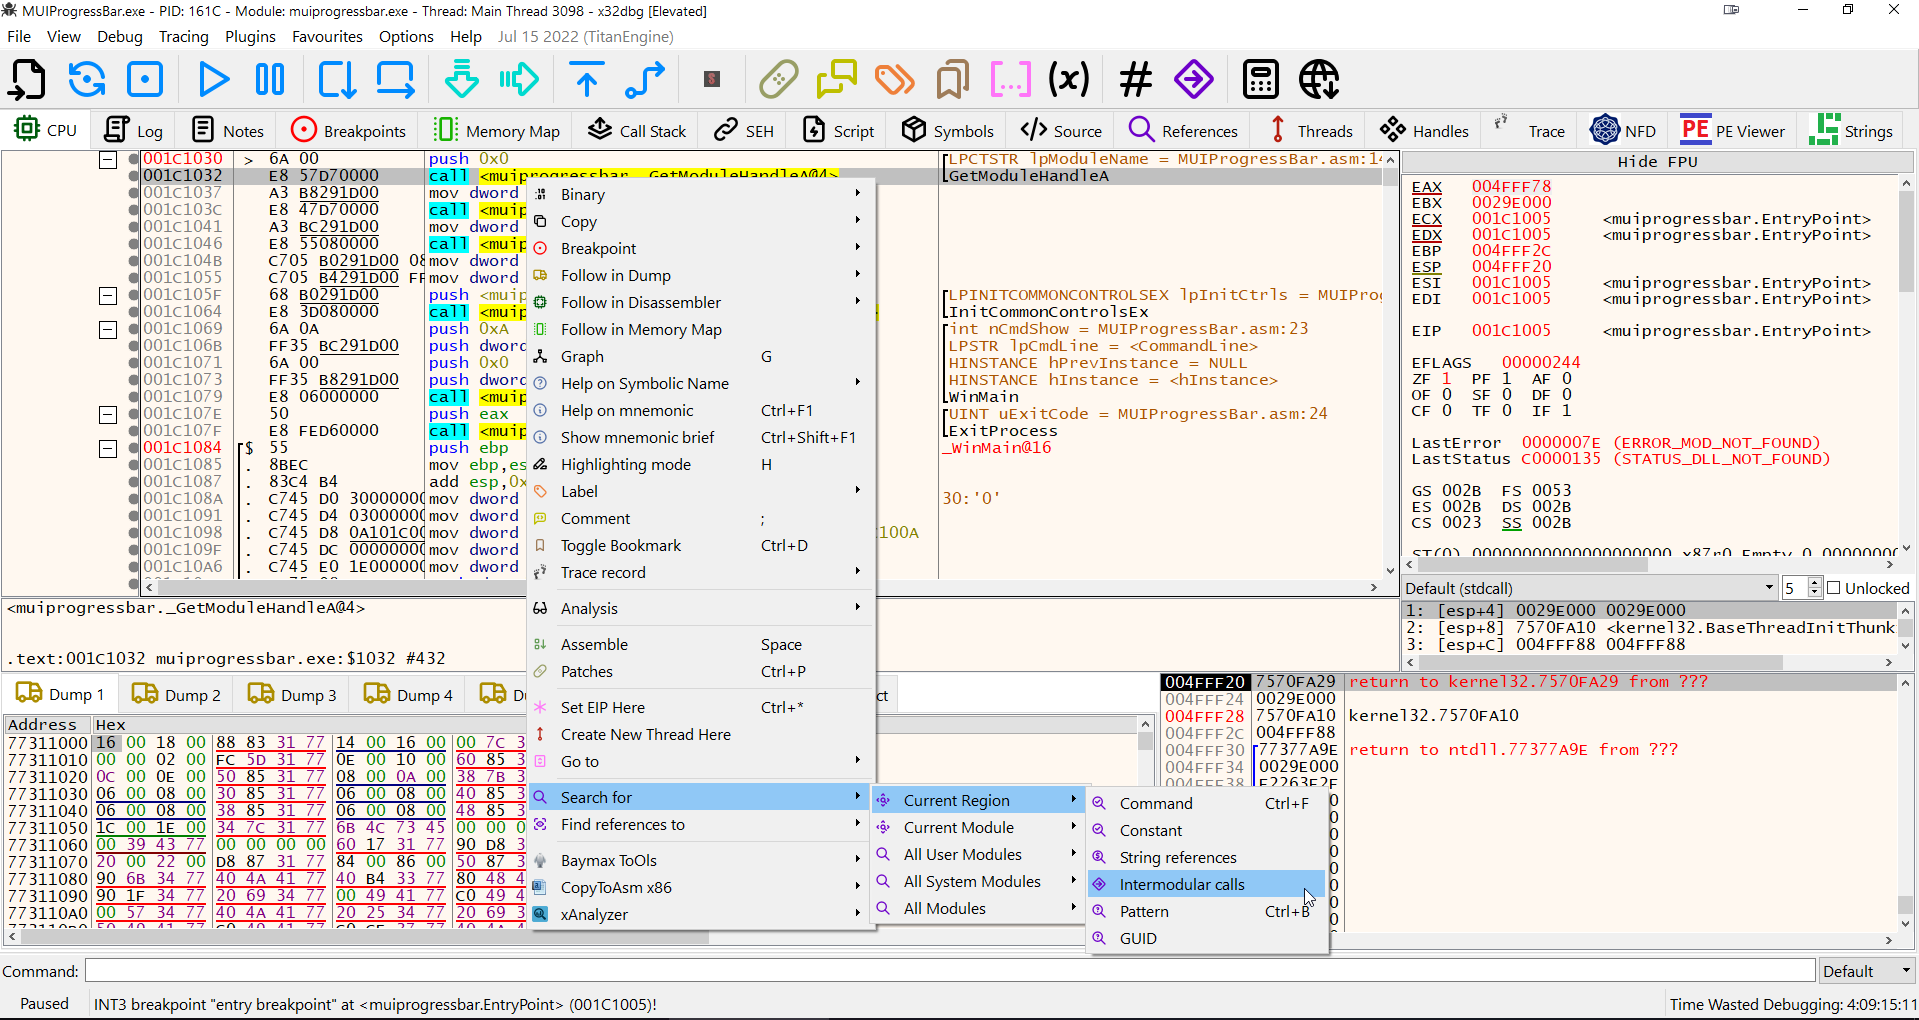 MUIProgressBar.exe - PID: 161C - Module: muiprogressbar.exe - Thread: Main Thread 3098 - x32dbg [Elevated]
File View Debug Tracing Plugins Favourites Options Help Jul 15 2022 (TitanEngine)
CPU Log Notes Breakpoints Memory Map Call Stack SEH Script Symbols Source References Threads Handles Trace NFD PE PE Viewer Strings
001C1030 > 6A 00 push 0x0 LPCTSTR lpModuleName = MUIProgressBar.asm:14
001C1032 E8 57D70000 call <muiprogressbar._GetModuleHandleA@4> GetModuleHandleA
001C1037 A3 B8291D00 mov dword
001C103C E8 47D70000 call <muip
001C1041 A3 BC291D00 mov dword
001C1046 E8 55080000 call <muip
001C104B C705 B0291D00 08 mov dword
001C1055 C705 B4291D00 FF mov dword
001C105F 68 B0291D00 push <muip LPINITCOMMONCONTROLSEX lpInitCtrls = MUIProg
001C1064 E8 3D080000 call <muip InitCommonControlsEx
001C1069 6A 0A push 0xA int nCmdShow = MUIProgressBar.asm:23
001C106B FF35 BC291D00 push dword LPSTR lpCmdLine = <CommandLine>
001C1071 6A 00 push 0x0 HINSTANCE hPrevInstance = NULL
001C1073 FF35 B8291D00 push dword HINSTANCE hInstance = <hInstance>
001C1079 E8 06000000 call <muip WinMain
001C107E 50 push eax UINT uExitCode = MUIProgressBar.asm:24
001C107F E8 FED60000 call <muip ExitProcess
001C1084 $ 55 push ebp _WinMain@16
001C1085 . 8BEC mov ebp,es
001C1087 . 83C4 B4 add esp,0x
001C108A . C745 D0 30000000 mov dword 30:'0'
001C1091 . C745 D4 03000000 mov dword
001C1098 . C745 D8 0A101C00 mov dword 100A
001C109F . C745 DC 00000000 mov dword
001C10A6 . C745 E0 1E000000 mov dword
Binary
Copy
Breakpoint
Follow in Dump
Follow in Disassembler
Follow in Memory Map
Graph G
Help on Symbolic Name
Help on mnemonic Ctrl+F1
Show mnemonic brief Ctrl+Shift+F1
Highlighting mode H
Label
Comment ;
Toggle Bookmark Ctrl+D
Trace record
Analysis
Assemble Space
Patches Ctrl+P
Set EIP Here Ctrl+*
Create New Thread Here
Go to
Search for
Find references to
Baymax ToOls
CopyToAsm x86
xAnalyzer
Current Region
Current Module
All User Modules
All System Modules
All Modules
Command Ctrl+F
Constant
String references
Intermodular calls
Pattern Ctrl+B
GUID
Hide FPU
EAX 004FFF78
EBX 0029E000
ECX 001C1005 <muiprogressbar.EntryPoint>
EDX 001C1005 <muiprogressbar.EntryPoint>
EBP 004FFF2C
ESP 004FFF20
ESI 001C1005 <muiprogressbar.EntryPoint>
EDI 001C1005 <muiprogressbar.EntryPoint>
EIP 001C1005 <muiprogressbar.EntryPoint>
EFLAGS 00000244
ZF 1 PF 1 AF 0
OF 0 SF 0 DF 0
CF 0 TF 0 IF 1
LastError 0000007E (ERROR_MOD_NOT_FOUND)
LastStatus C0000135 (STATUS_DLL_NOT_FOUND)
GS 002B FS 0053
ES 002B DS 002B
CS 0023 SS 002B
ST(0) 00000000000000000000 x87r0 Empty 0.0000000
Default (stdcall) 5 Unlocked
1: [esp+4] 0029E000 0029E000
2: [esp+8] 7570FA10 <kernel32.BaseThreadInitThunk
3: [esp+C] 004FFF88 004FFF88
<muiprogressbar._GetModuleHandleA@4>
.text:001C1032 muiprogressbar.exe:$1032 #432
Dump 1 Dump 2 Dump 3 Dump 4 Du ct
Address Hex
77311000 16 00 18 00 88 83 31 77 14 00 16 00 00 7C 3
77311010 00 00 02 00 FC 5D 31 77 0E 00 10 00 60 85 3
77311020 0C 00 0E 00 50 85 31 77 08 00 0A 00 38 7B 3
77311030 06 00 08 00 30 85 31 77 06 00 08 00 40 85 3
77311040 06 00 08 00 38 85 31 77 06 00 08 00 48 85 3
77311050 1C 00 1E 00 34 7C 31 77 6B 4C 73 45 00 00 0
77311060 00 39 43 77 00 00 00 00 60 17 31 77 90 D8 3
77311070 20 00 22 00 D8 87 31 77 84 00 86 00 50 87 3
77311080 90 6B 34 77 40 4A 41 77 40 B4 33 77 80 48 4
77311090 90 1F 34 77 20 69 34 77 00 49 41 77 C0 49 4
773110A0 00 57 34 77 40 4A 41 77 20 25 34 77 20 69 3
004FFF20 7570FA29 return to kernel32.7570FA29 from ???
004FFF24 0029E000
004FFF28 7570FA10 kernel32.7570FA10
004FFF2C 004FFF88
004FFF30 77377A9E return to ntdll.77377A9E from ???
004FFF34 0029E000
004FFF38 F2263F2F
Command: Default
Paused INT3 breakpoint "entry breakpoint" at <muiprogressbar.EntryPoint> (001C1005)! Time Wasted Debugging: 4:09:15:11